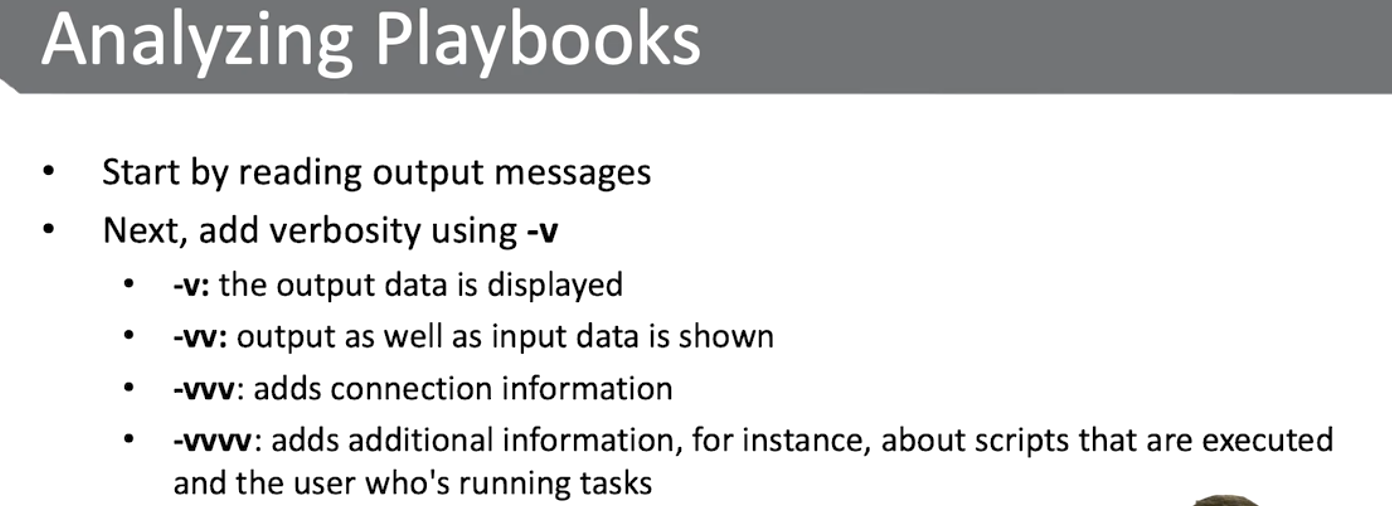 Analyzing Playbooks
• Start by reading output messages
• Next, add verbosity using -v
• -v: the output data is displayed
• -vv: output as well as input data is shown
• -vvv: adds connection information
• -vvvv: adds additional information, for instance, about scripts that are executed
and the user who's running tasks